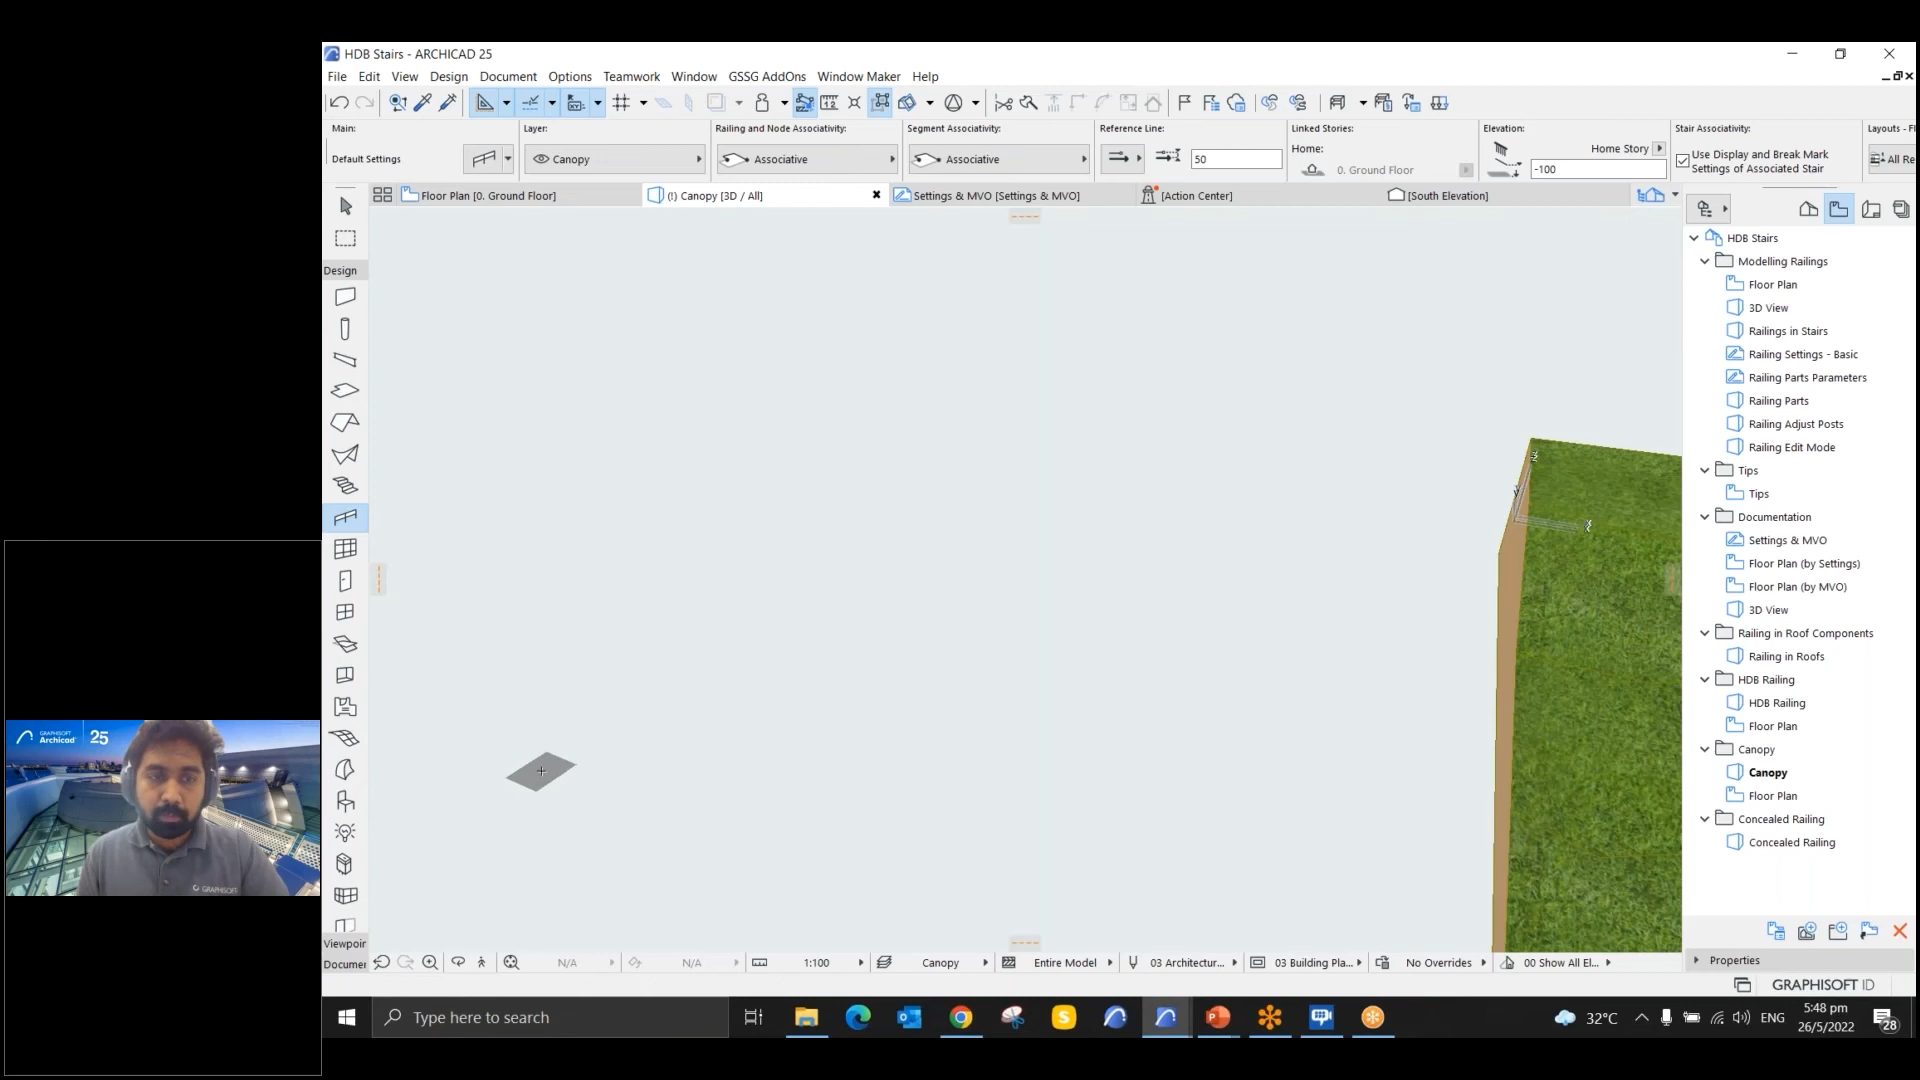 HDB Stairs - ARCHICAD 25
File Edit View Design Document Options Teamwork Window GSSG AddOns Window Maker Help
Main: Layer: Railing and Node Associativity: Segment Associativity: Reference Line: Linked Stories: Elevation: Stair Associativity: Layouts - Fl
Default Settings Canopy Associative Associative 50 Home: 0. Ground Floor Home Story -100 Use Display and Break Mark Settings of Associated Stair All Re
Floor Plan [0. Ground Floor] (!) Canopy [3D / All] Settings & MVO [Settings & MVO] [Action Center] [South Elevation]
Design
Viewpoir
Documer
HDB Stairs
Modelling Railings
Floor Plan
3D View
Railings in Stairs
Railing Settings - Basic
Railing Parts Parameters
Railing Parts
Railing Adjust Posts
Railing Edit Mode
Tips
Tips
Documentation
Settings & MVO
Floor Plan (by Settings)
Floor Plan (by MVO)
3D View
Railing in Roof Components
Railing in Roofs
HDB Railing
HDB Railing
Floor Plan
Canopy
Canopy
Floor Plan
Concealed Railing
Concealed Railing
Properties
GRAPHISOFT ID
N/A N/A 1:100 Canopy Entire Model 03 Architectur... 03 Building Pla... No Overrides 00 Show All El...
GRAPHISOFT
Archicad 25
GRAPHISOFT
Type here to search
32°C ENG
5:48 pm
26/5/2022
28